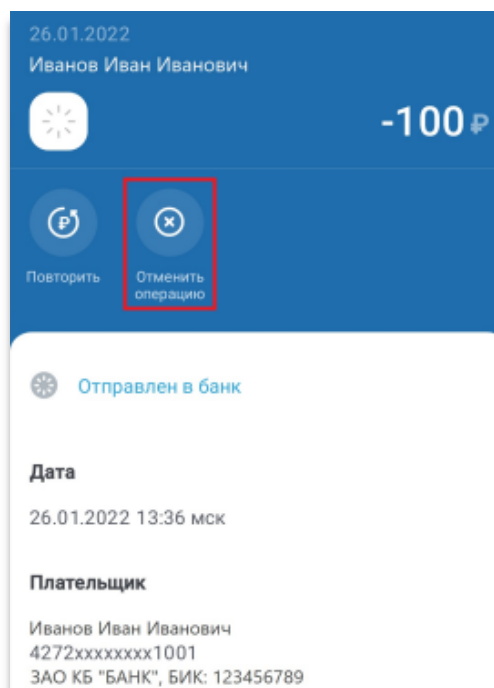 26.01.2022
Иванов Иван Иванович
-100 ₽
Повторить
Отменить
операцию
Отправлен в банк
Дата
26.01.2022 13:36 мск
Плательщик
Иванов Иван Иванович
4272xxxxxxxx1001
ЗАО КБ "БАНК", БИК: 123456789